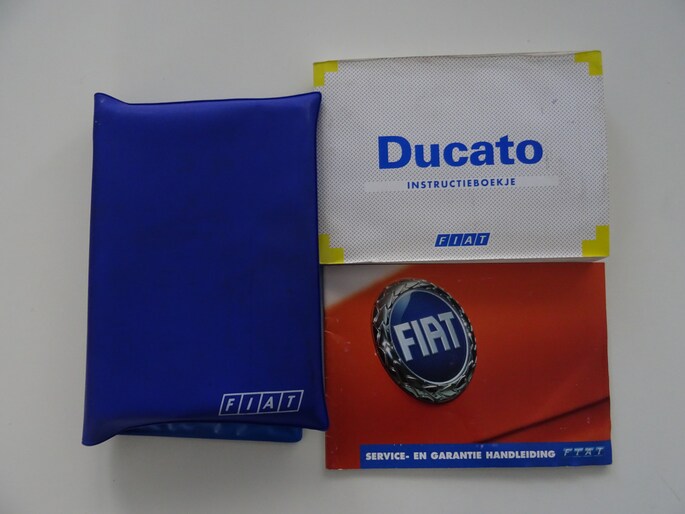 FIAT
Ducato
INSTRUCTIEBOEKJE
FIAT
FIAT
SERVICE- EN GARANTIE HANDLEIDING FIAT